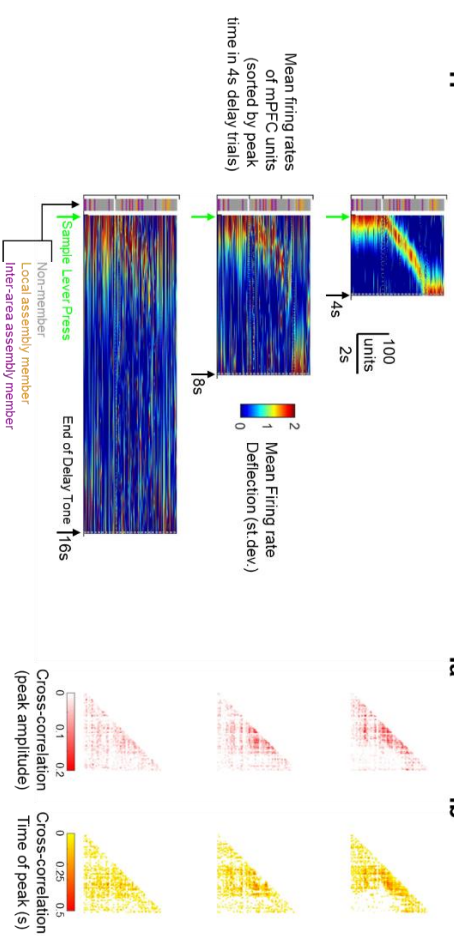 Ia
Ib
Mean firing rates
of mPFC units
(sorted by peak
time in 4s delay trials)
100
units
2s
4s
8s
2
1
0
Mean Firing rate
Deflection (st.dev.)
Sample Lever Press
End of Delay Tone
16s
Non-member
Local assembly member
Inter-area assembly member
0
0.1
0.2
Cross-correlation
(peak amplitude)
0
0.25
0.5
Cross-correlation
Time of peak (s)